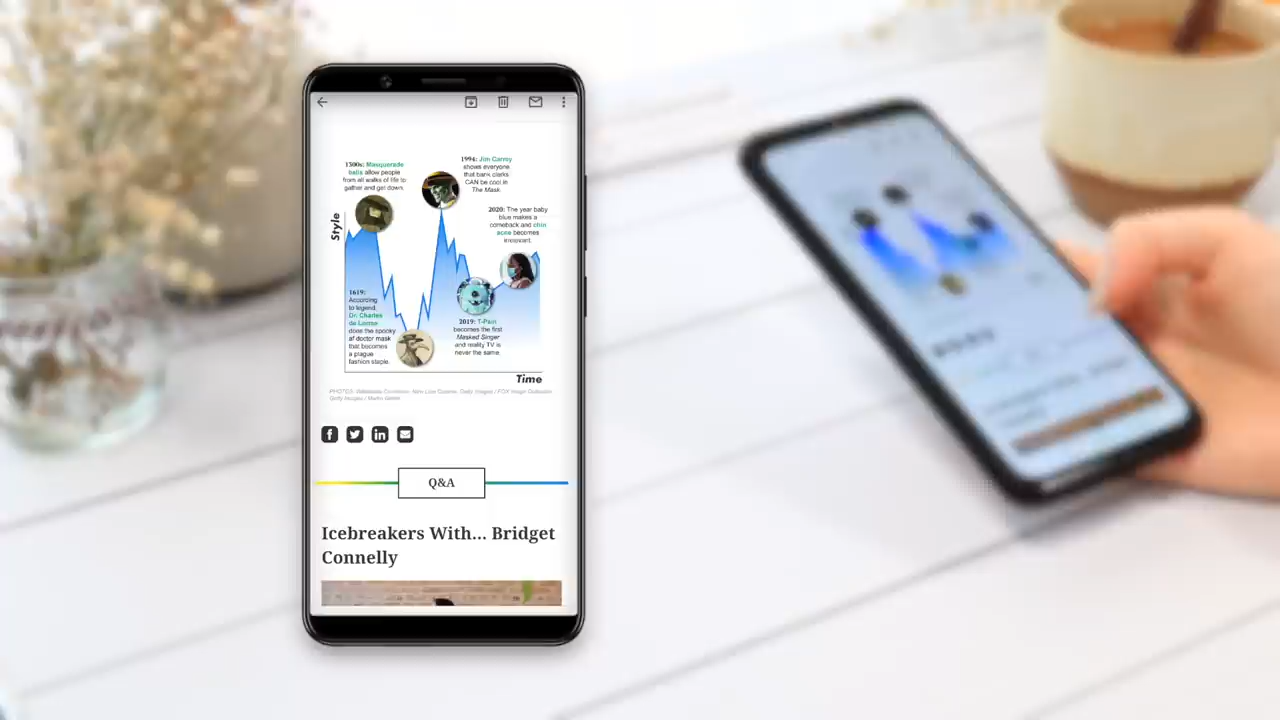 1300s: Masquerade
balls allow people
from all walks of life to
gather and get down.
1994: Jim Carrey
shows everyone
that bank clerks
CAN be cool in
The Mask.
2020: The year baby
blue makes a
comeback and chin
acne becomes
irrelevant.
Style
1619:
According
to legend,
Dr. Charles
de Lorme
does the spooky
af doctor mask
that becomes
a plague
fashion staple.
2019: T-Pain
becomes the first
Masked Singer
and reality TV is
never the same.
Time
Q&A
Icebreakers With... Bridget
Connelly